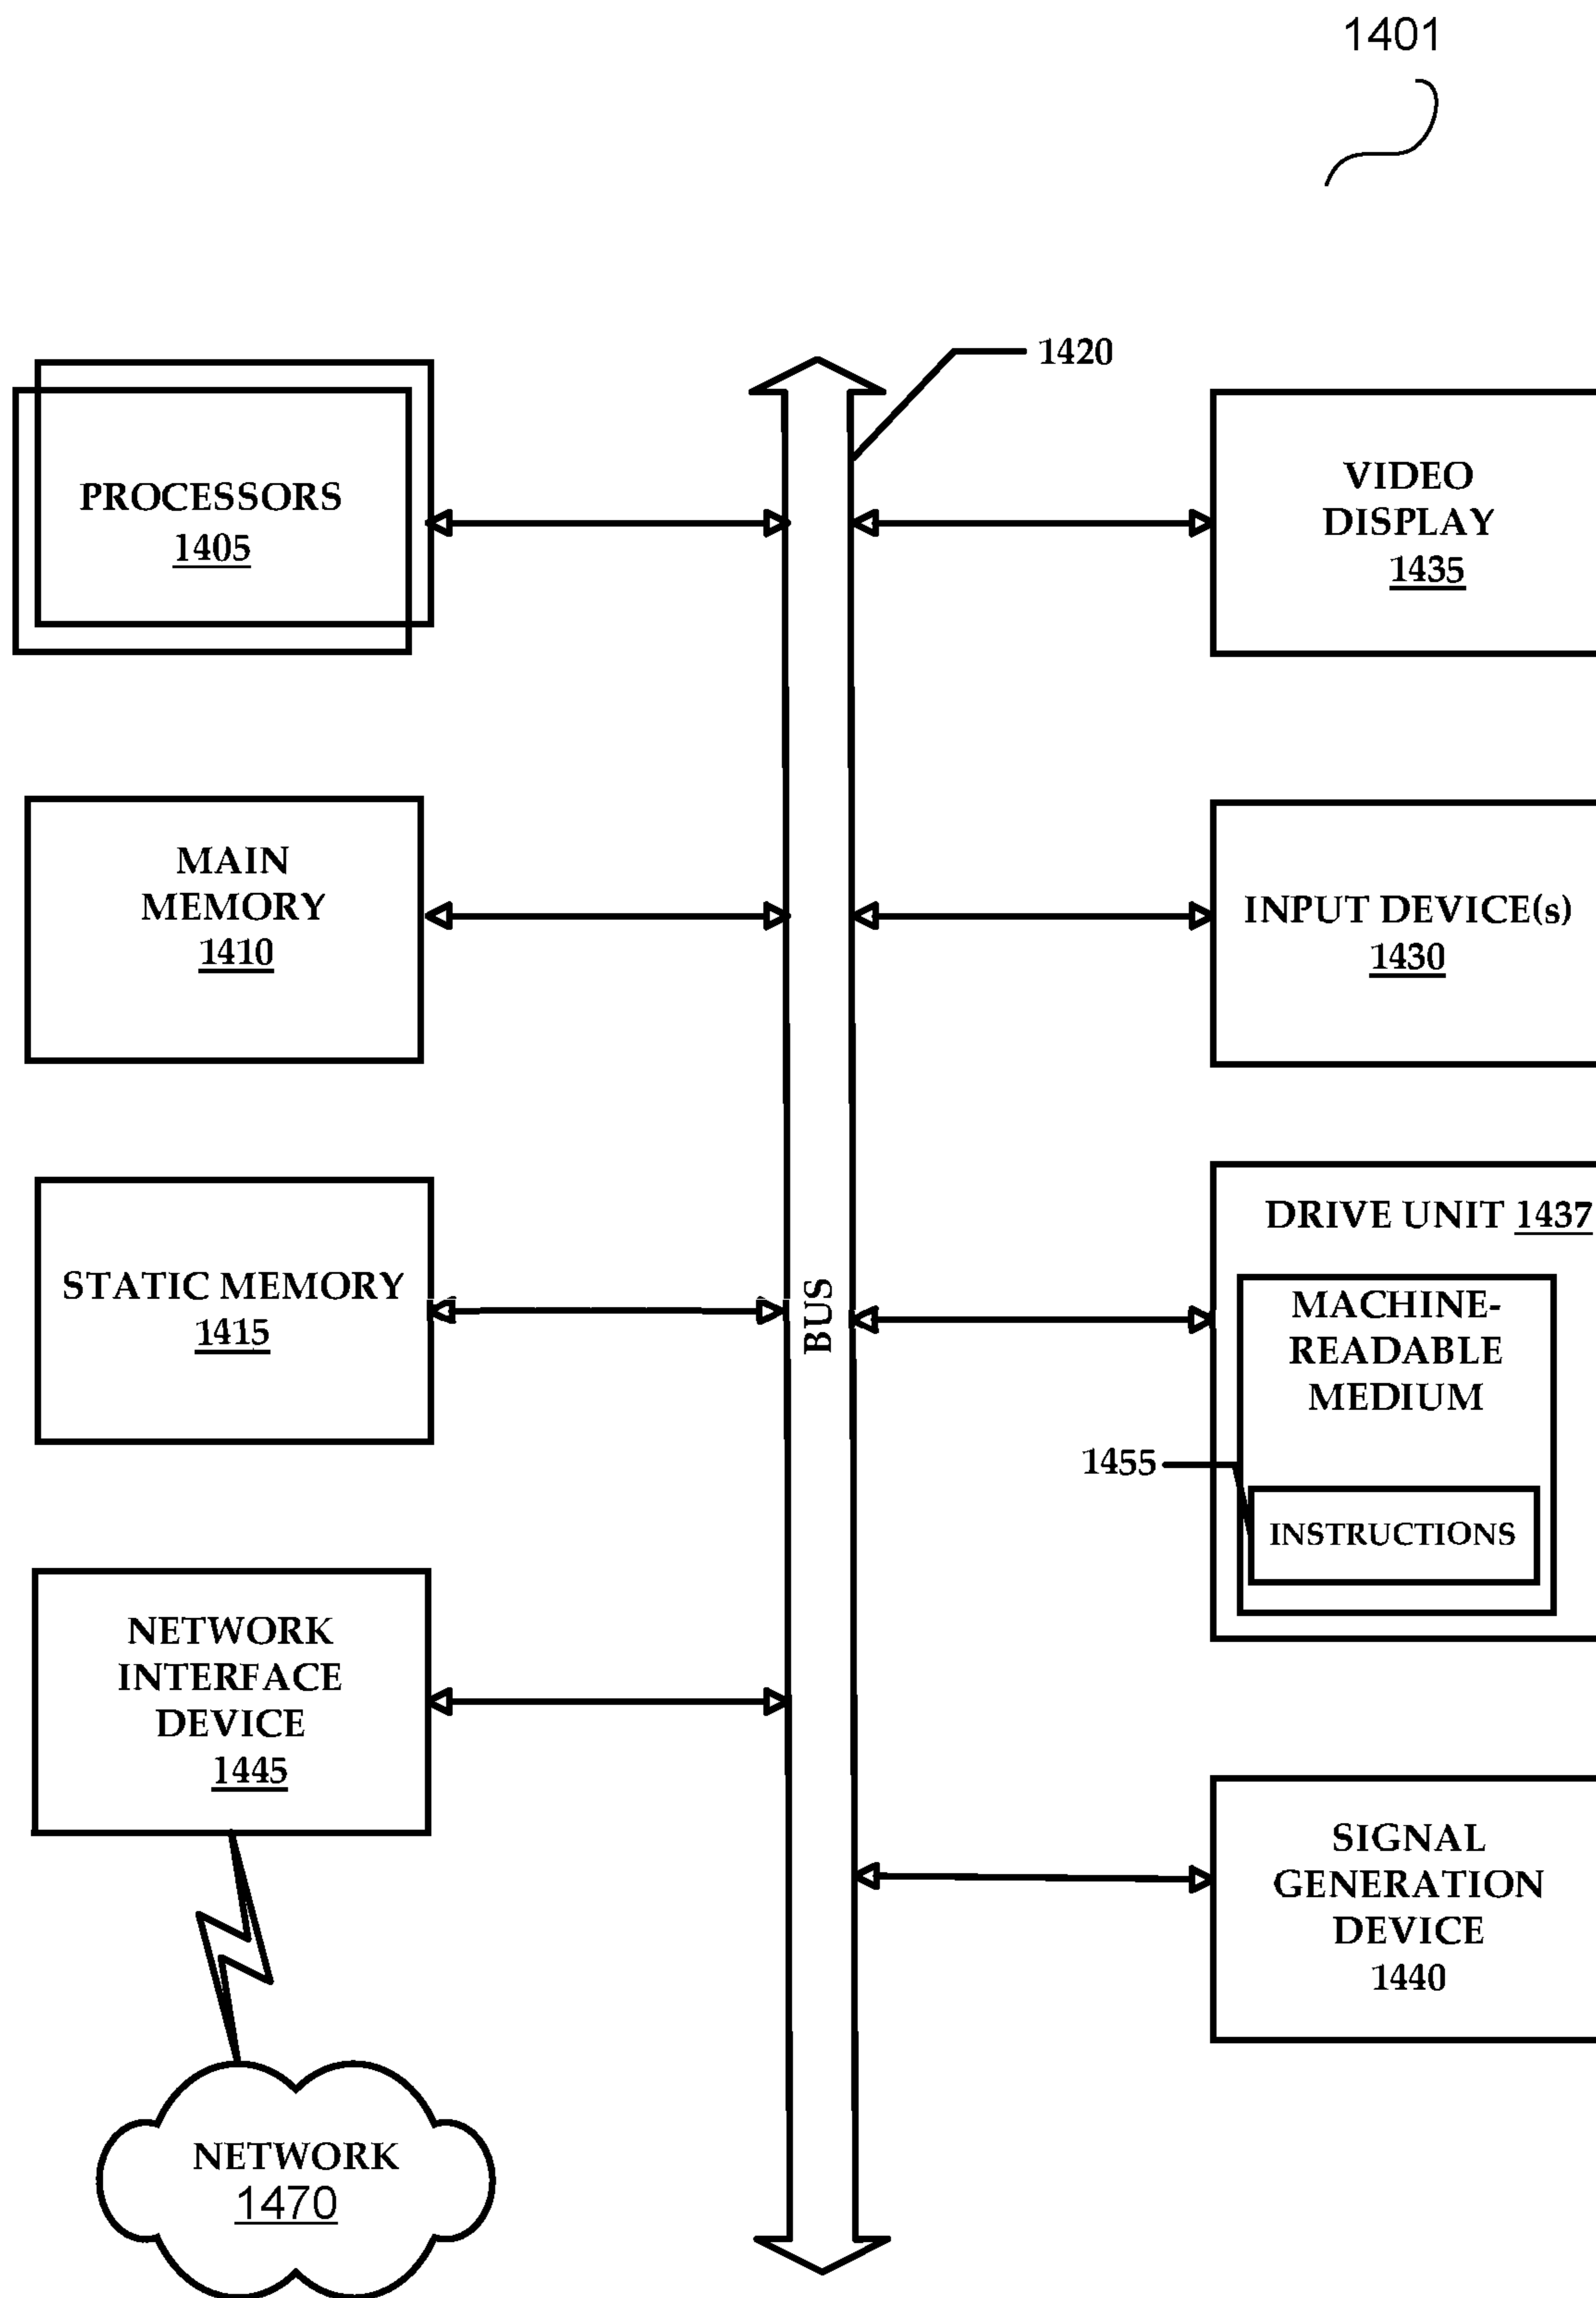 1401
1420
PROCESSORS
1405
VIDEO
DISPLAY
1435
MAIN
MEMORY
1410
INPUT DEVICE(s)
1430
STATIC MEMORY
1415
BUS
DRIVE UNIT 1437
MACHINE-
READABLE
MEDIUM
1455
INSTRUCTIONS
NETWORK
INTERFACE
DEVICE
1445
SIGNAL
GENERATION
DEVICE
1440
NETWORK
1470